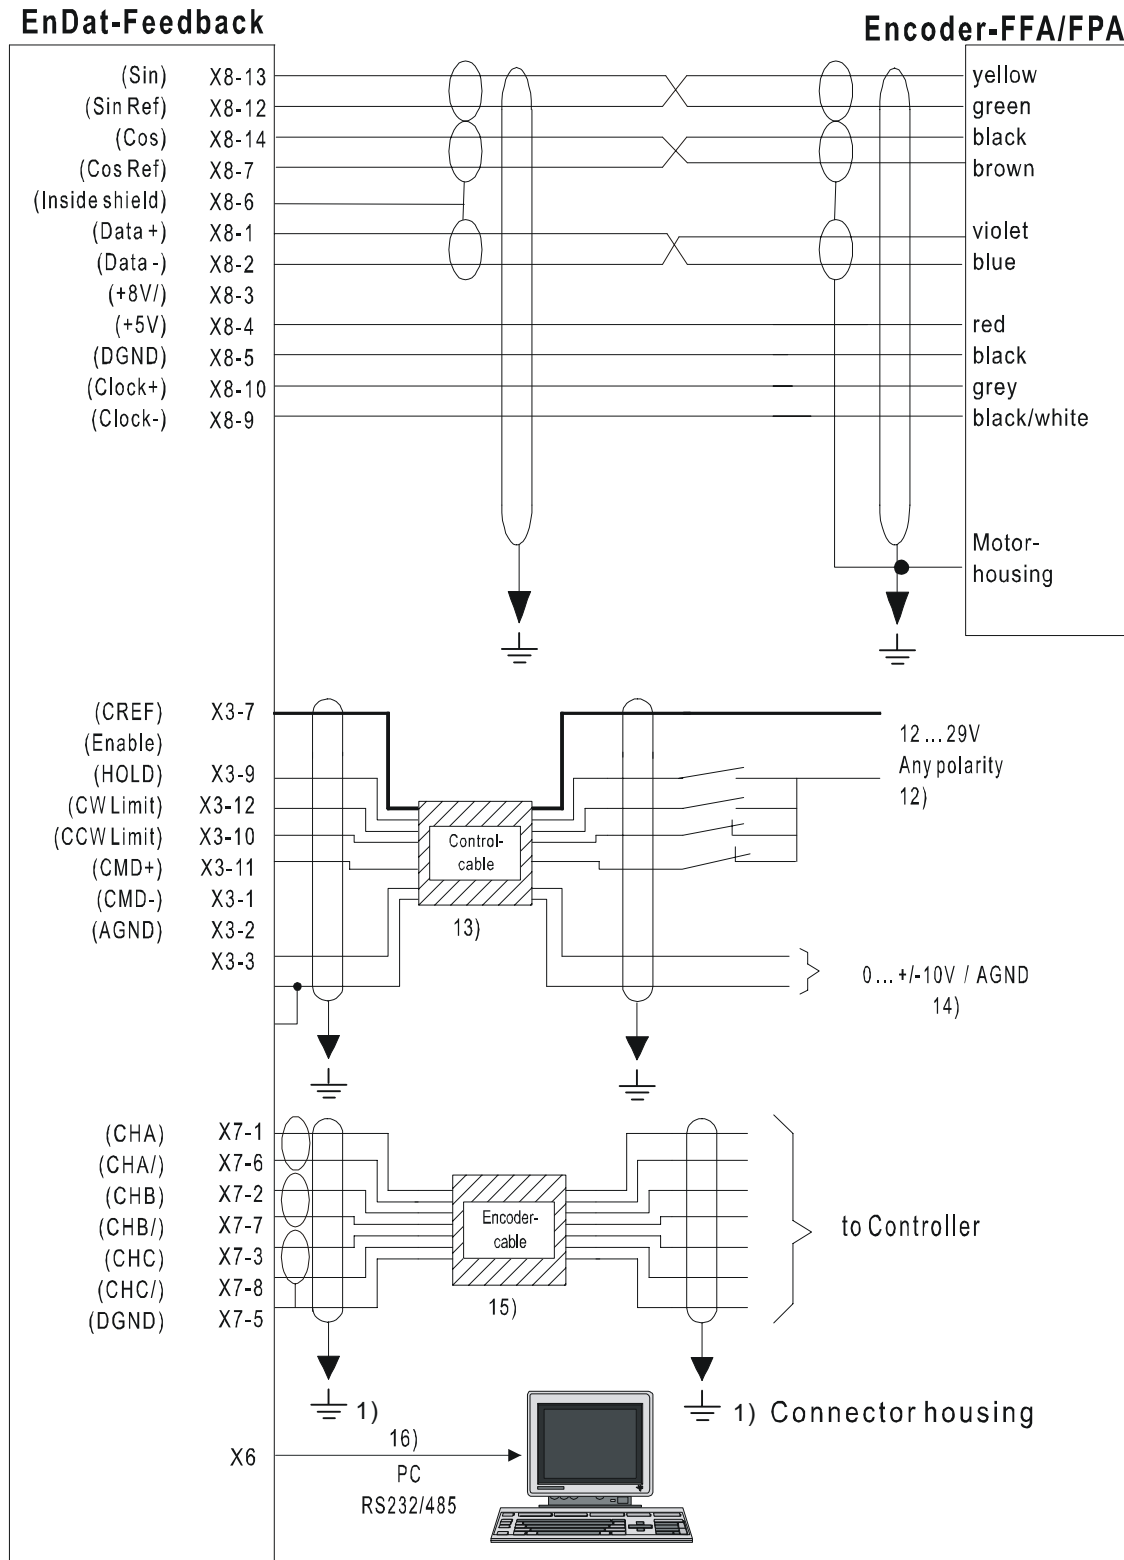 EnDat-Feedback
Encoder-FFA/FPA
(Sin) X8-13 yellow
(Sin Ref) X8-12 green
(Cos) X8-14 black
(Cos Ref) X8-7 brown
(Inside shield) X8-6
(Data +) X8-1 violet
(Data -) X8-2 blue
(+8V/) X8-3
(+5V) X8-4 red
(DGND) X8-5 black
(Clock+) X8-10 grey
(Clock-) X8-9 black/white
Motor-
housing
(CREF) X3-7
(Enable)
(HOLD) X3-9
(CW Limit) X3-12
(CCW Limit) X3-10
(CMD+) X3-11
(CMD-) X3-1
(AGND) X3-2
X3-3
Control-
cable
13)
12...29V
Any polarity
12)
0...+/-10V / AGND
14)
(CHA) X7-1
(CHA/) X7-6
(CHB) X7-2
(CHB/) X7-7
(CHC) X7-3
(CHC/) X7-8
(DGND) X7-5
Encoder-
cable
15)
to Controller
1)
1) Connector housing
X6
16)
PC
RS232/485